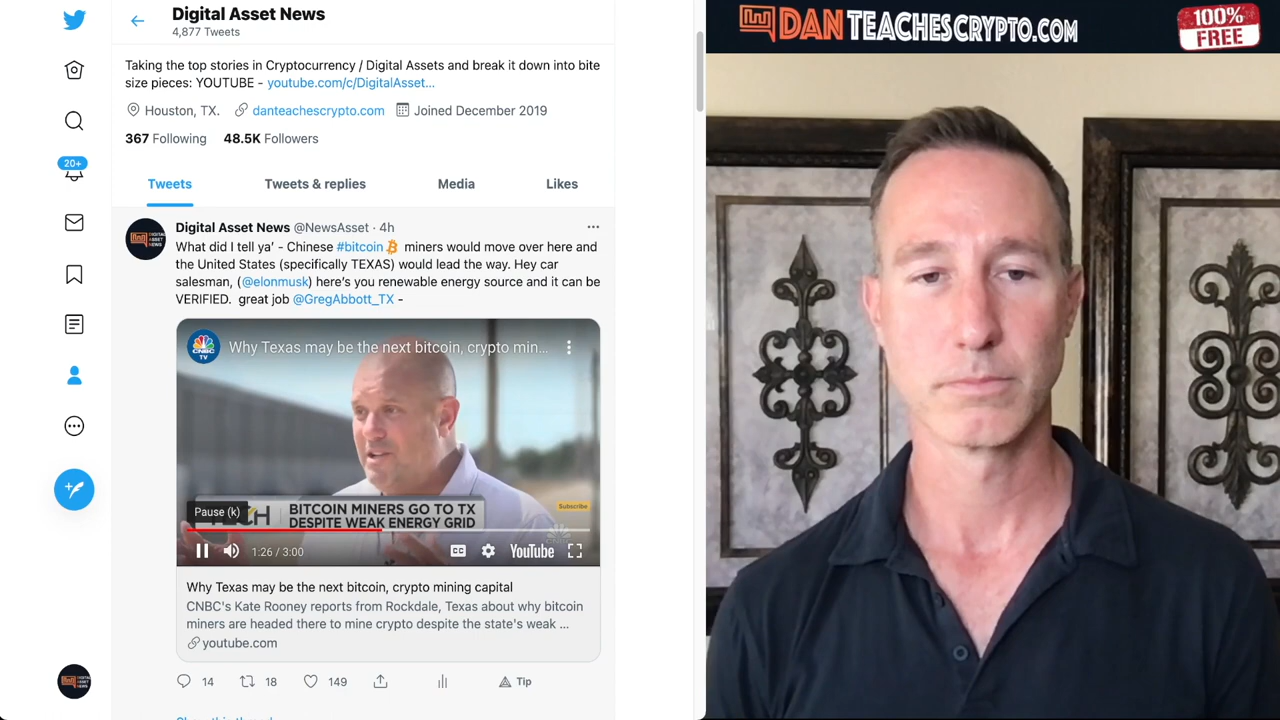 Digital Asset News
4,877 Tweets
Taking the top stories in Cryptocurrency / Digital Assets and break it down into bite
size pieces: YOUTUBE - youtube.com/c/DigitalAsset...
Houston, TX. danteachescrypto.com Joined December 2019
367 Following 48.5K Followers
Tweets Tweets & replies Media Likes
20+
Digital Asset News @NewsAsset · 4h
What did I tell ya' - Chinese #bitcoin miners would move over here and
the United States (specifically TEXAS) would lead the way. Hey car
salesman, (@elonmusk) here's you renewable energy source and it can be
VERIFIED. great job @GregAbbott_TX -
CNBC
TV
Why Texas may be the next bitcoin, crypto min...
Subscribe
Pause (k)
BITCOIN MINERS GO TO TX
DESPITE WEAK ENERGY GRID
1:26 / 3:00
CC
YouTube
Why Texas may be the next bitcoin, crypto mining capital
CNBC's Kate Rooney reports from Rockdale, Texas about why bitcoin
miners are headed there to mine crypto despite the state's weak ...
youtube.com
14 18 149 Tip
DANTEACHESCRYPTO.COM
100%
FREE